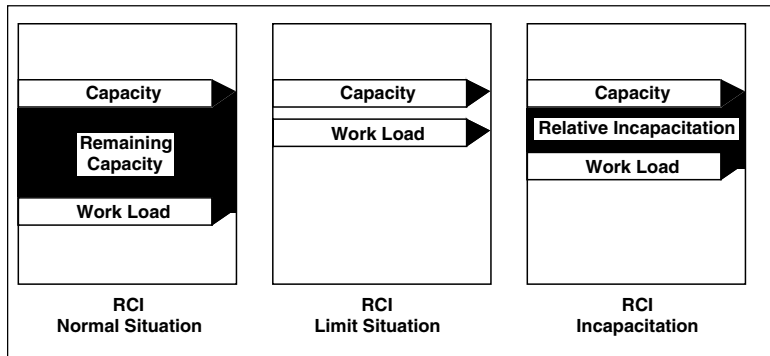 Capacity
Remaining
Capacity
Work Load
RCI
Normal Situation
Capacity
Work Load
RCI
Limit Situation
Capacity
Relative Incapacitation
Work Load
RCI
Incapacitation